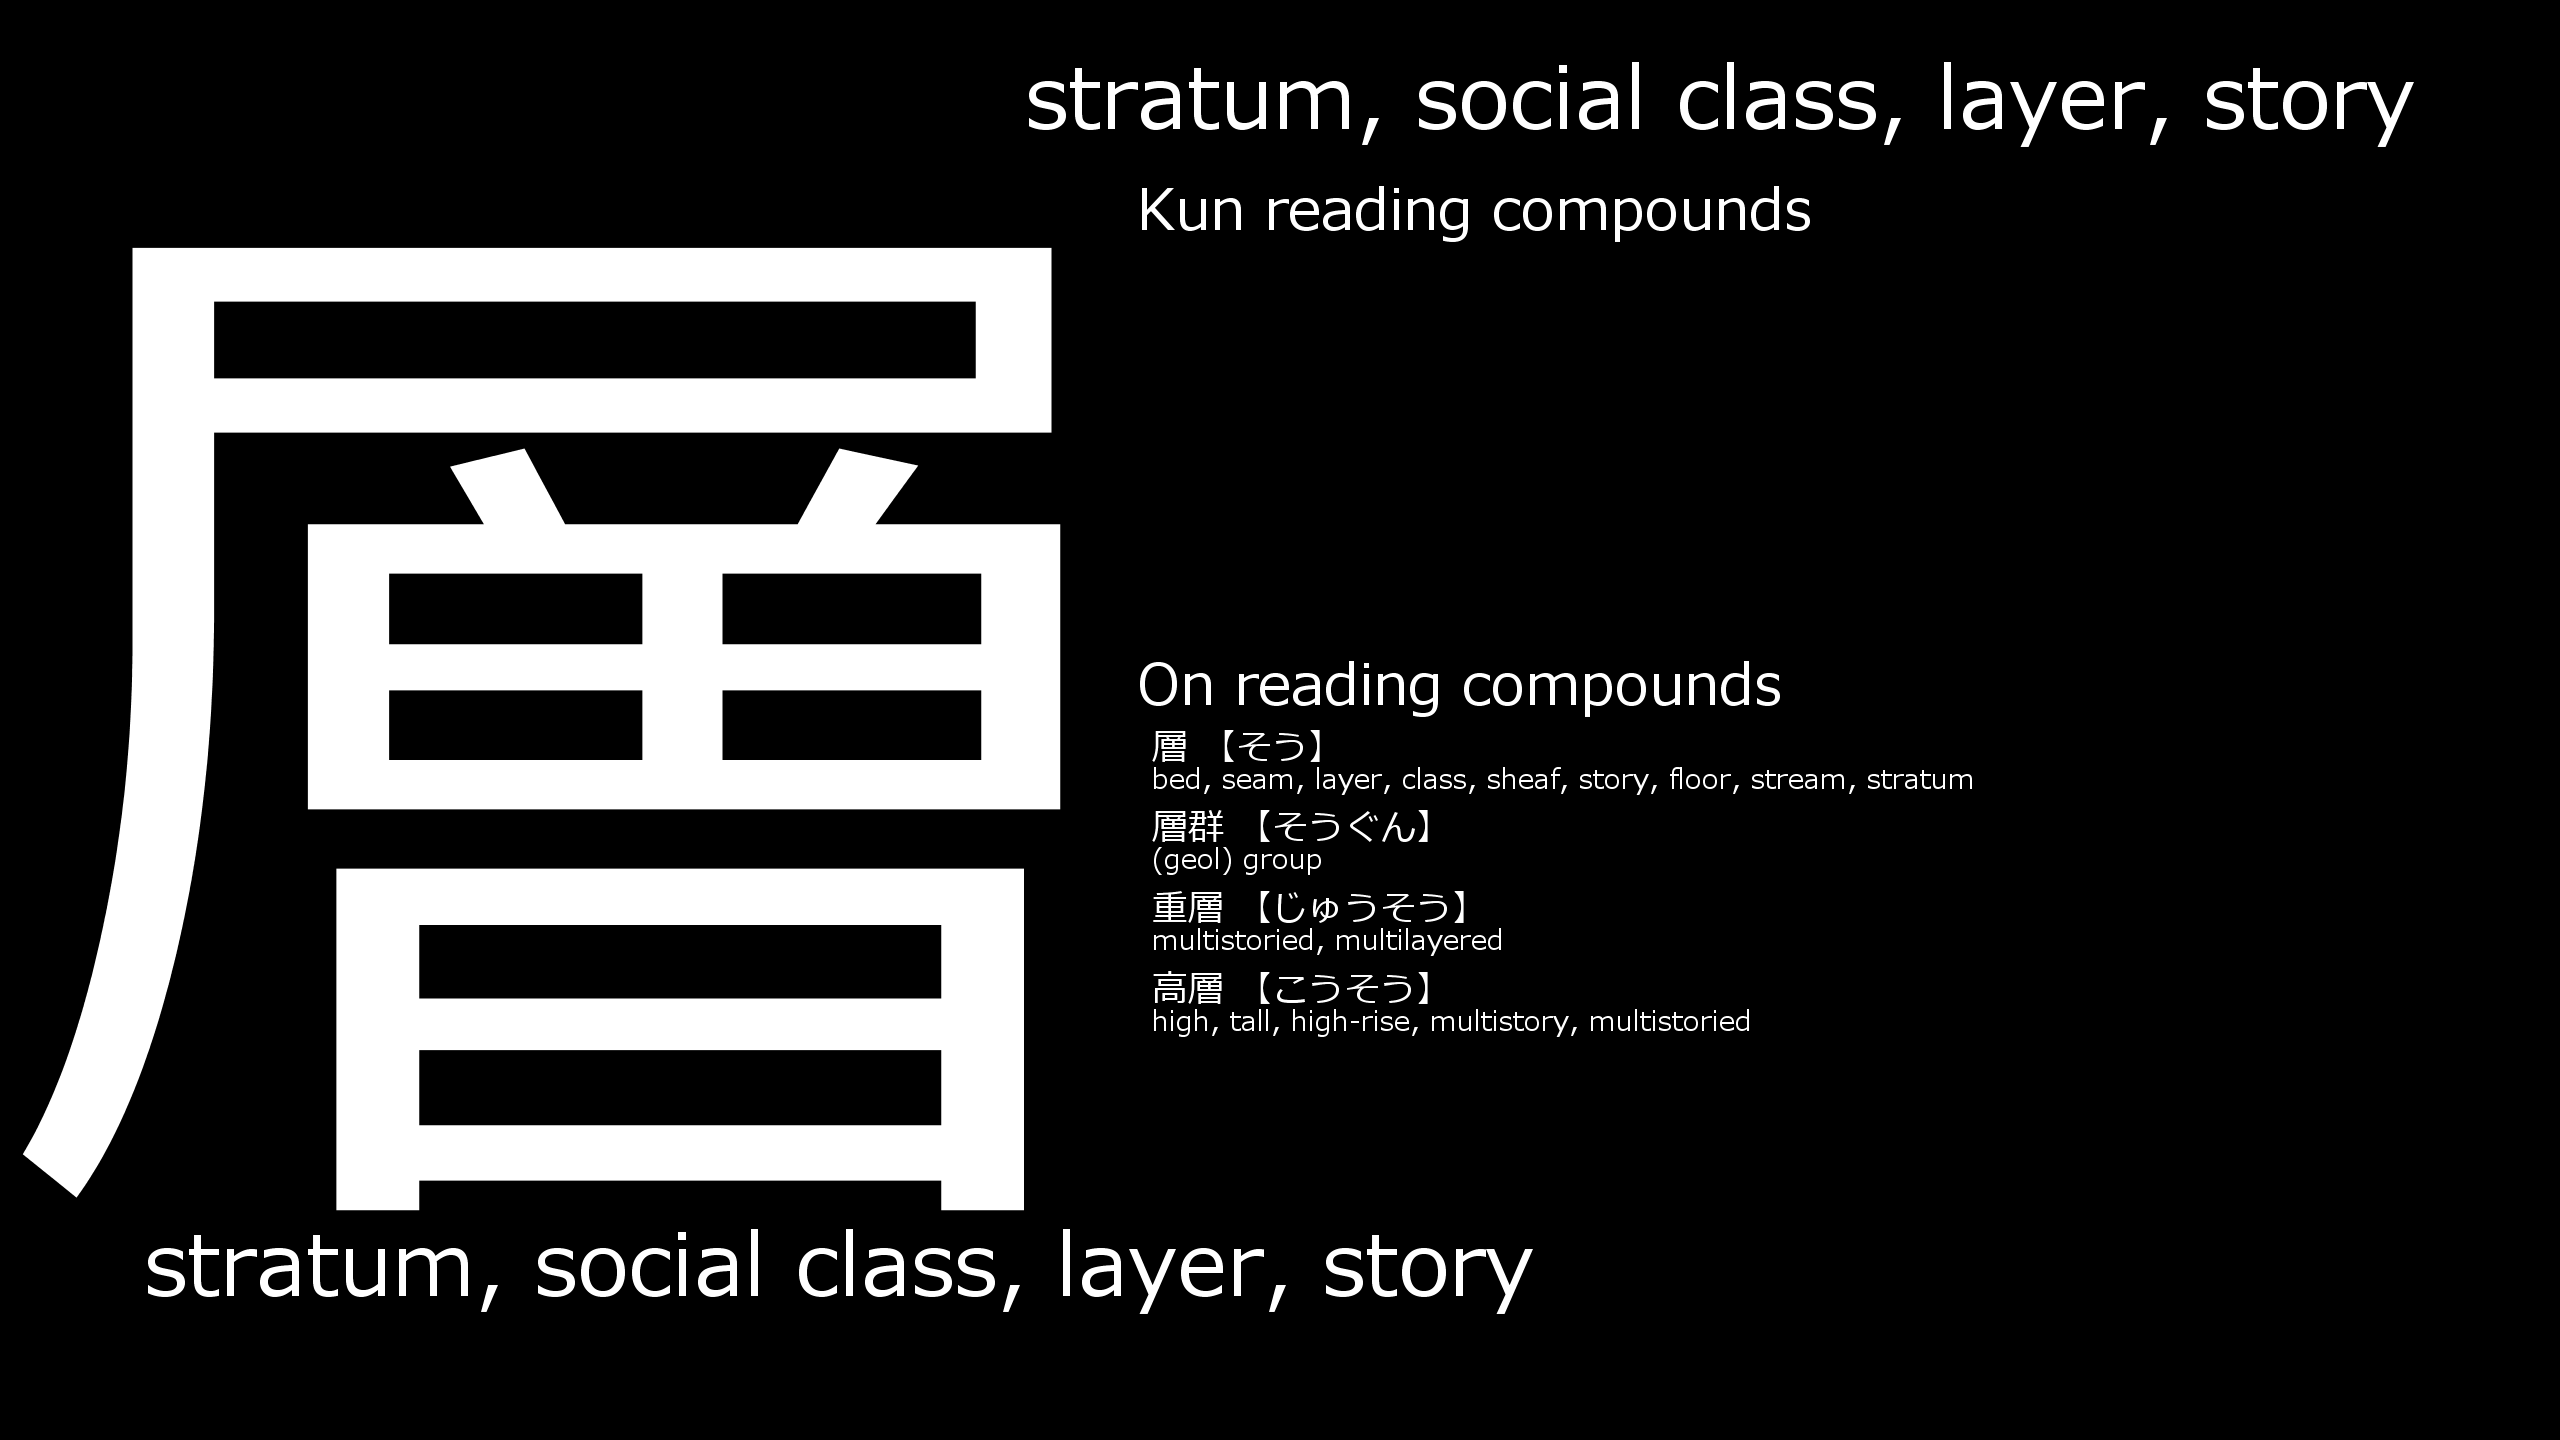 stratum, social class, layer, story
Kun reading compounds
層
On reading compounds
層 【そう】
bed, seam, layer, class, sheaf, story, floor, stream, stratum
層群 【そうぐん】
(geol) group
重層 【じゅうそう】
multistoried, multilayered
高層 【こうそう】
high, tall, high-rise, multistory, multistoried
stratum, social class, layer, story